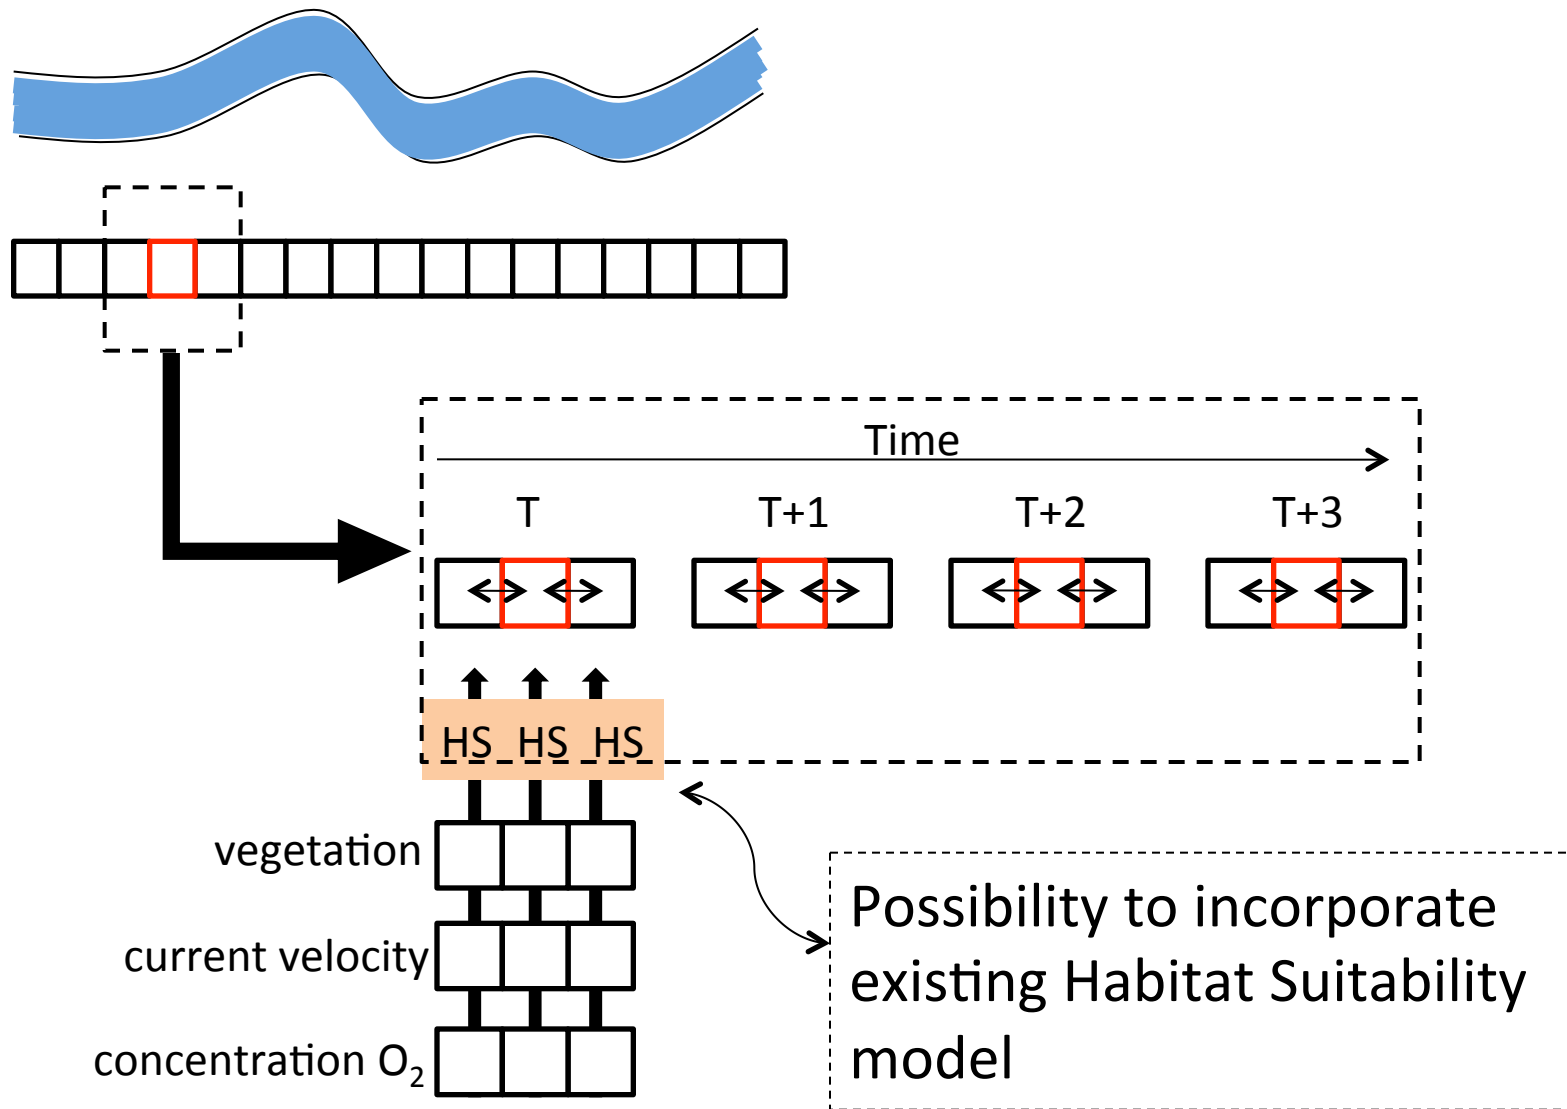 Time
T T+1 T+2 T+3
HS HS HS
vegetation
current velocity
concentration O₂
Possibility to incorporate
existing Habitat Suitability
model